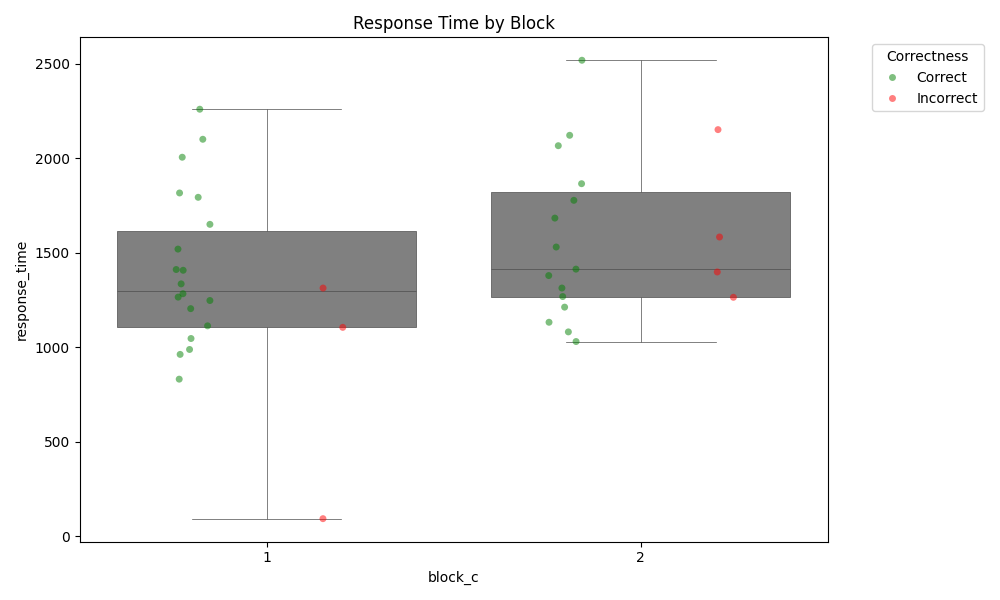 Response Time by Block
Correctness
Correct
Incorrect
2500
2000
1500
1000
500
0
response_time
1
2
block_c